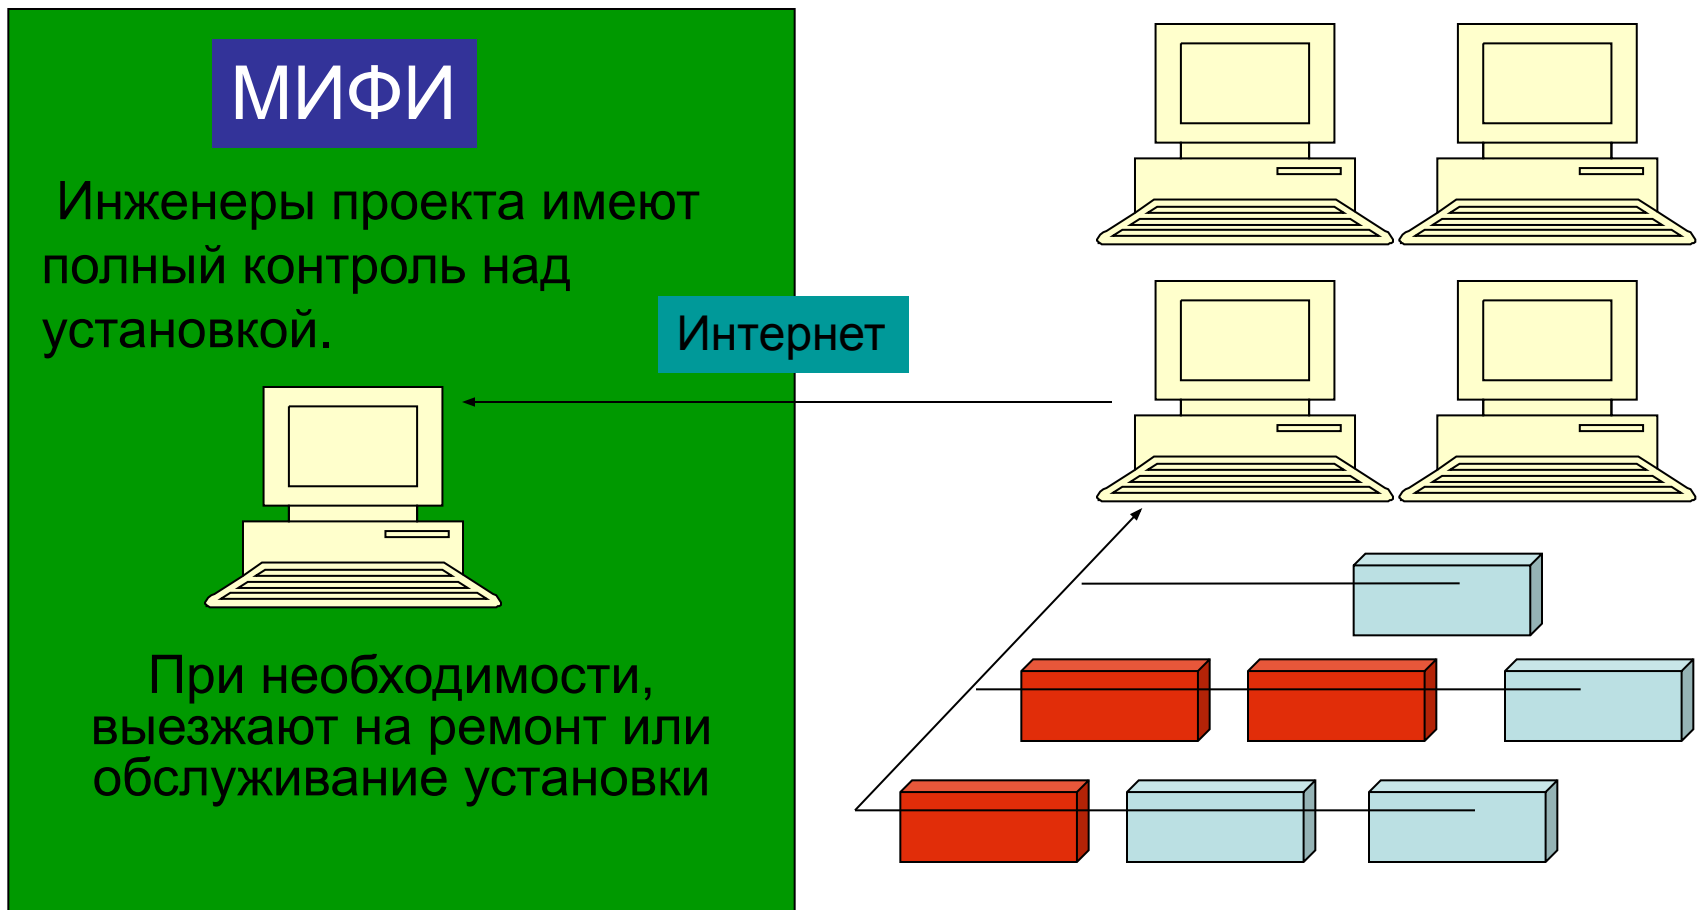 МИФИ
Инженеры проекта имеют
полный контроль над
установкой.
Интернет
При необходимости,
выезжают на ремонт или
обслуживание установки